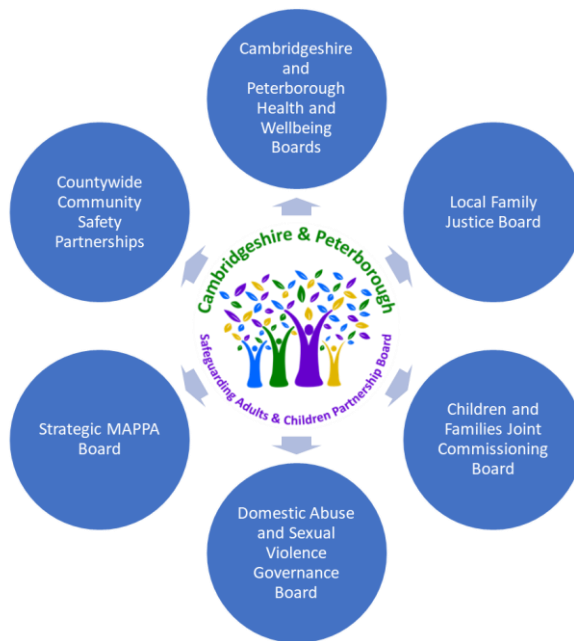 Cambridgeshire
and
Peterborough
Health and
Wellbeing
Boards
Countywide
Community
Safety
Partnerships
Local Family
Justice Board
Cambridgeshire & Peterborough
Safeguarding Adults & Children Partnership Board
Strategic MAPPA
Board
Children and
Families Joint
Commissioning
Board
Domestic Abuse
and Sexual
Violence
Governance
Board